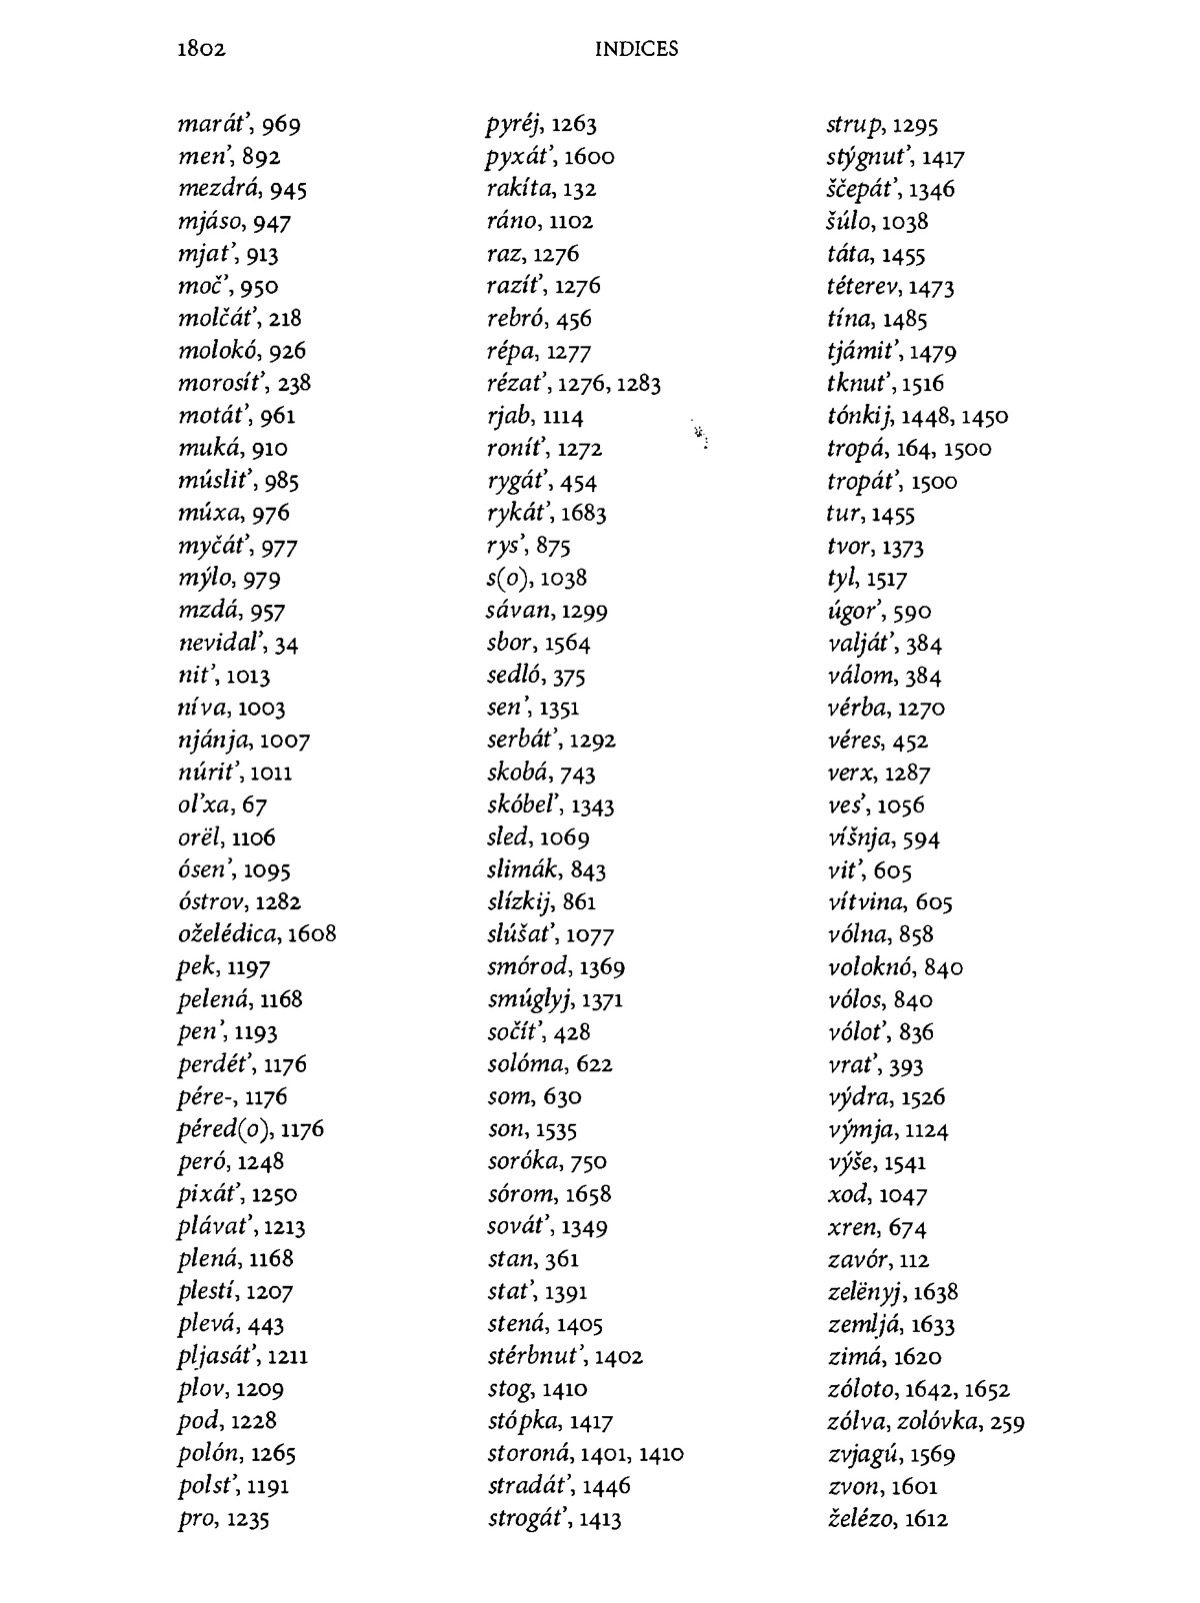 1802 INDICES
marát’, 969
men’, 892
mezdrá, 945
mjáso, 947
mjat’, 913
moč’, 950
molčát’, 218
molokó, 926
morosít’, 238
motát’, 961
muká, 910
múslit’, 985
múxa, 976
myčát’, 977
mýlo, 979
mzdá, 957
nevidal’, 34
nit’, 1013
níva, 1003
njánja, 1007
núrit’, 1011
ol’xa, 67
orël, 1106
ósen’, 1095
óstrov, 1282
oželédica, 1608
pek, 1197
pelená, 1168
pen’, 1193
perdét’, 1176
pére-, 1176
péred(o), 1176
peró, 1248
pixát’, 1250
plávat’, 1213
plená, 1168
plestí, 1207
plevá, 443
pljasát’, 1211
plov, 1209
pod, 1228
polón, 1265
polst’, 1191
pro, 1235
pyréj, 1263
pyxát’, 1600
rakíta, 132
ráno, 1102
raz, 1276
razít’, 1276
rebró, 456
répa, 1277
rézat’, 1276, 1283
rjab, 1114
ronít’, 1272
rygát’, 454
rykát’, 1683
rys’, 875
s(o), 1038
sávan, 1299
sbor, 1564
sedló, 375
sen’, 1351
serbát’, 1292
skobá, 743
skóbel’, 1343
sled, 1069
slimák, 843
slízkij, 861
slúšat’, 1077
smórod, 1369
smúglyj, 1371
sočít’, 428
solóma, 622
som, 630
son, 1535
soróka, 750
sórom, 1658
sovát’, 1349
stan, 361
stat’, 1391
stená, 1405
stérbnut’, 1402
stog, 1410
stópka, 1417
storoná, 1401, 1410
stradát’, 1446
strogát’, 1413
strup, 1295
stýgnut’, 1417
ščepát’, 1346
šúlo, 1038
táta, 1455
téterev, 1473
tína, 1485
tjámit’, 1479
tknut’, 1516
tónkij, 1448, 1450
tropá, 164, 1500
tropát’, 1500
tur, 1455
tvor, 1373
tyl, 1517
úgor’, 590
valját’, 384
válom, 384
vérba, 1270
véres, 452
verx, 1287
ves’, 1056
víšnja, 594
vit’, 605
vítvina, 605
vólna, 858
voloknó, 840
vólos, 840
vólot’, 836
vrat’, 393
výdra, 1526
výmja, 1124
výše, 1541
xod, 1047
xren, 674
zavór, 112
zelënyj, 1638
zemljá, 1633
zimá, 1620
zóloto, 1642, 1652
zólva, zolóvka, 259
zvjagú, 1569
zvon, 1601
želézo, 1612